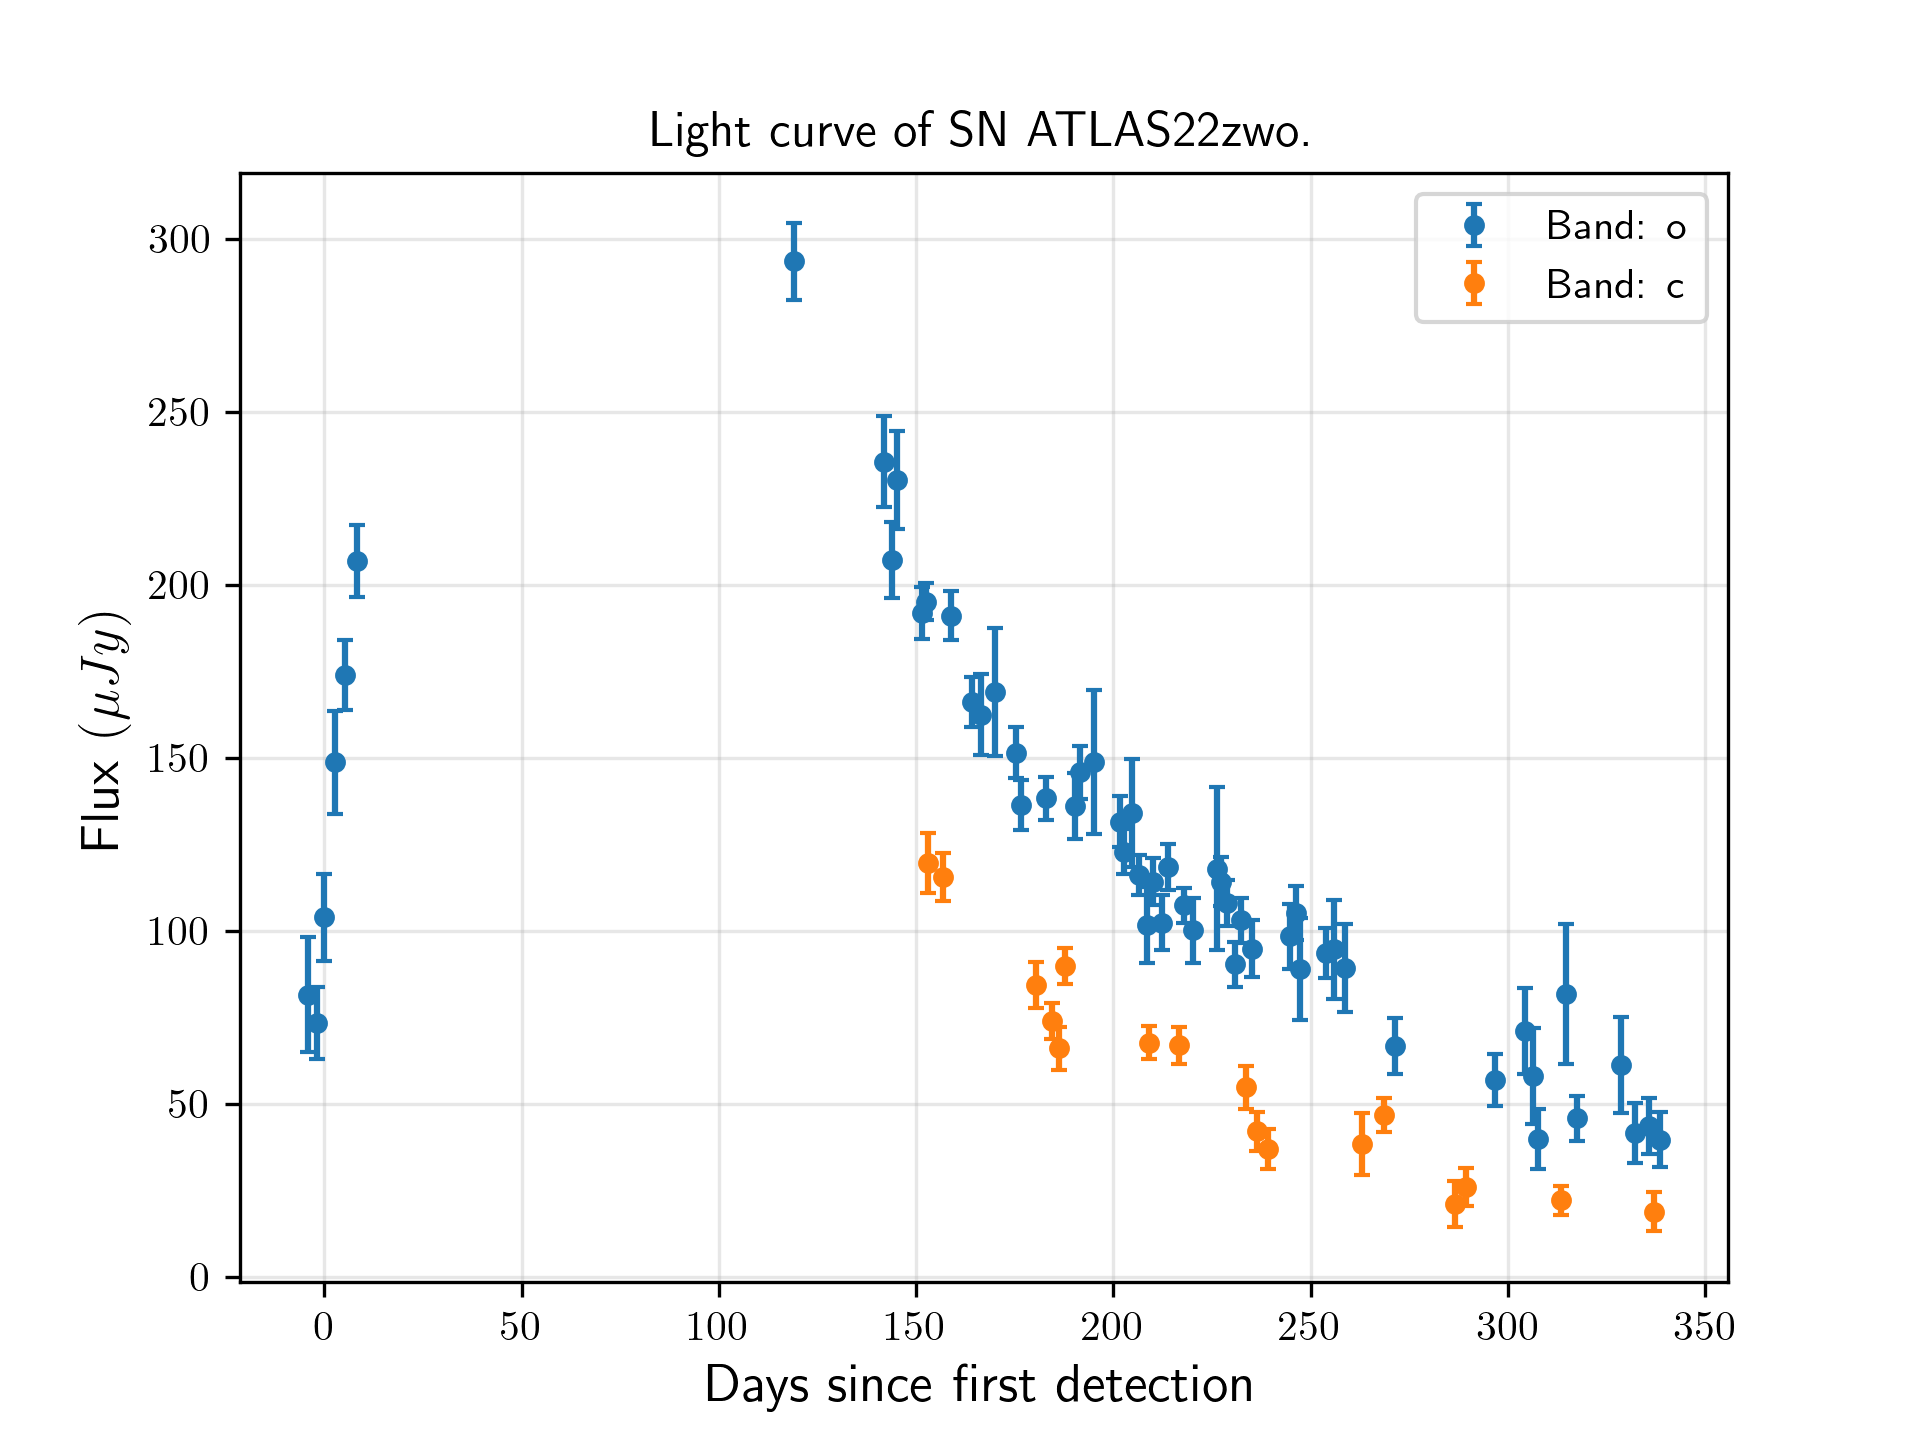 Light curve of SN ATLAS22zwo.
Band: o
Band: c
300
250
200
150
100
50
0
Flux (μJy)
0 50 100 150 200 250 300 350
Days since first detection